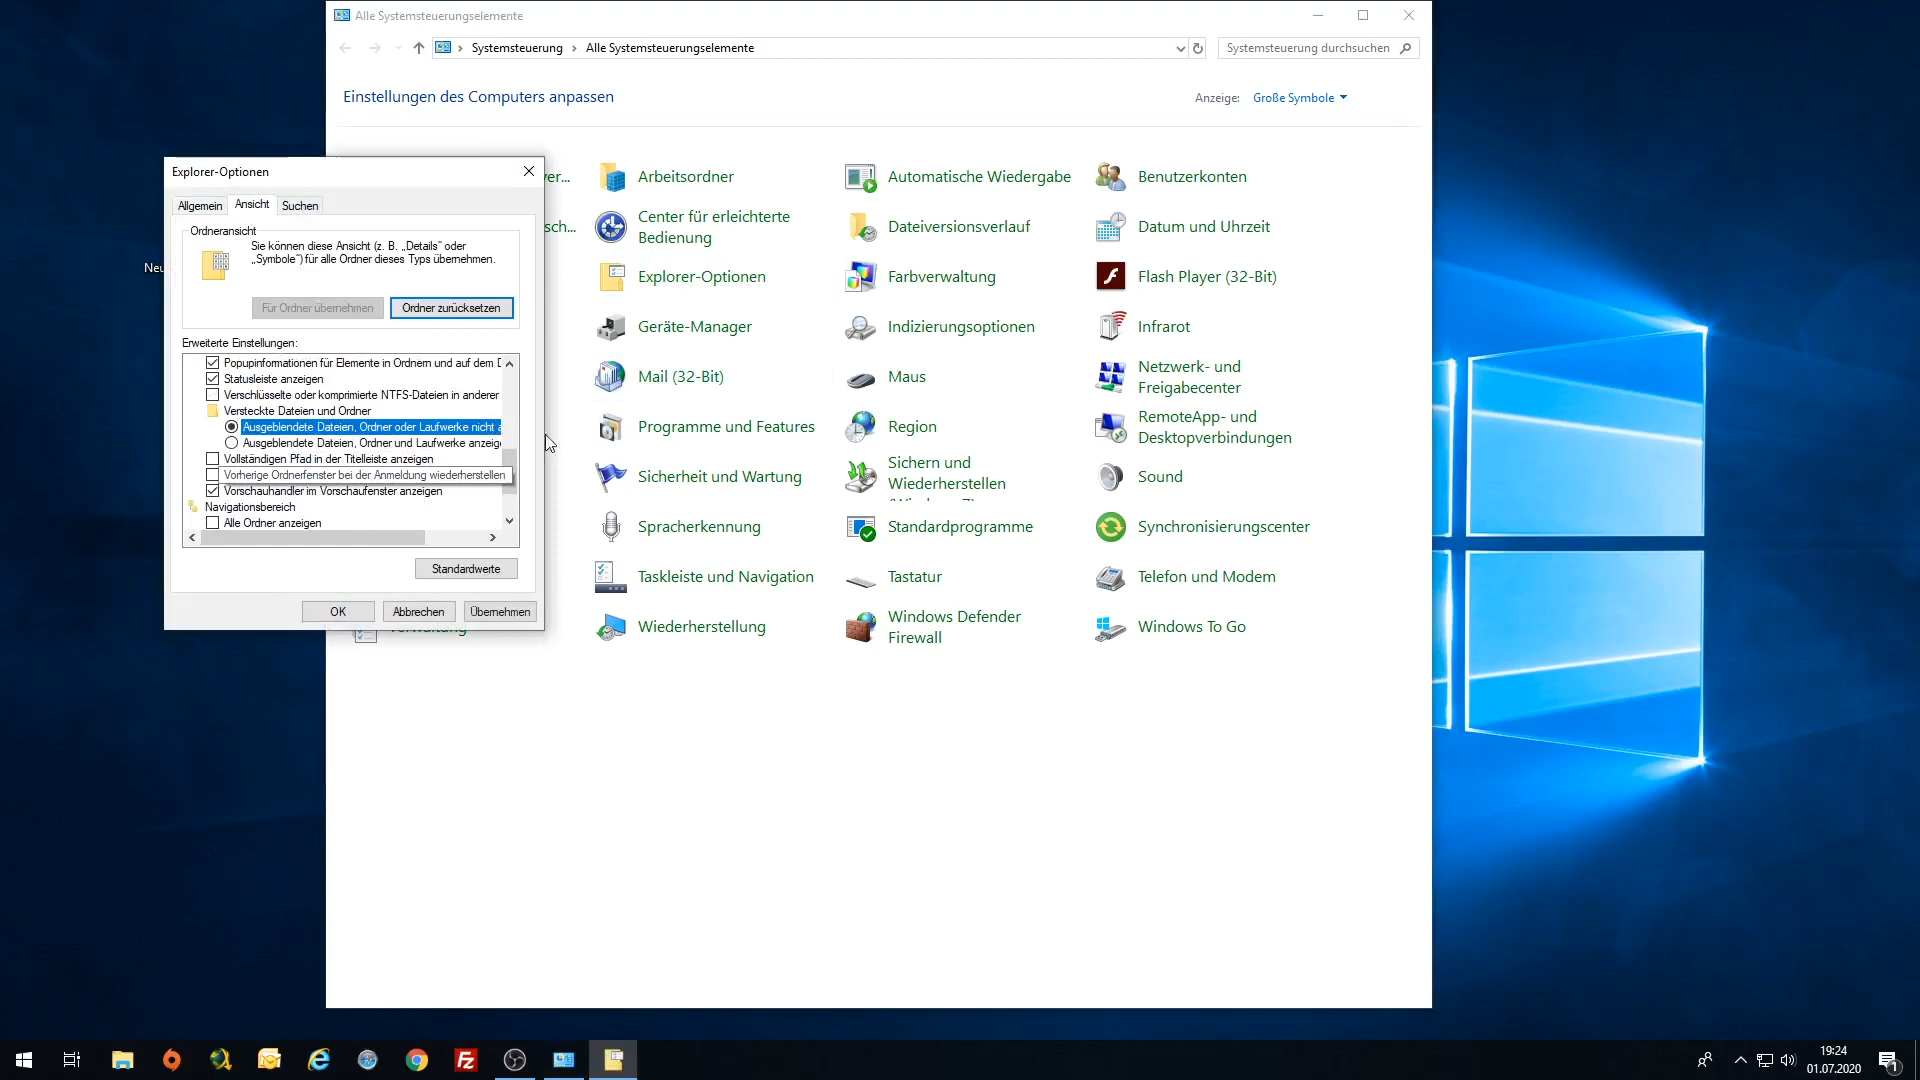 Alle Systemsteuerungselemente
Systemsteuerung
Alle Systemsteuerungselemente
Systemsteuerung durchsuchen
Einstellungen des Computers anpassen
Anzeige:
Große Symbole
ver...
Arbeitsordner
Automatische Wiedergabe
Benutzerkonten
sch...
Center für erleichterte
Bedienung
Dateiversionsverlauf
Datum und Uhrzeit
Explorer-Optionen
Farbverwaltung
Flash Player (32-Bit)
Geräte-Manager
Indizierungsoptionen
Infrarot
Mail (32-Bit)
Maus
Netzwerk- und
Freigabecenter
Programme und Features
Region
RemoteApp- und
Desktopverbindungen
Sicherheit und Wartung
Sichern und
Wiederherstellen
Sound
Spracherkennung
Standardprogramme
Synchronisierungscenter
Taskleiste und Navigation
Tastatur
Telefon und Modem
Wiederherstellung
Windows Defender
Firewall
Windows To Go
Neu
Explorer-Optionen
Allgemein
Ansicht
Suchen
Ordneransicht
Sie können diese Ansicht (z. B. „Details" oder
„Symbole") für alle Ordner dieses Typs übernehmen.
Für Ordner übernehmen
Ordner zurücksetzen
Erweiterte Einstellungen:
Popupinformationen für Elemente in Ordnern und auf dem D
Statusleiste anzeigen
Verschlüsselte oder komprimierte NTFS-Dateien in anderer
Versteckte Dateien und Ordner
Ausgeblendete Dateien, Ordner oder Laufwerke nicht a
Ausgeblendete Dateien, Ordner und Laufwerke anzeige
Vollständigen Pfad in der Titelleiste anzeigen
Vorherige Ordnerfenster bei der Anmeldung wiederherstellen
Vorschauhandler im Vorschaufenster anzeigen
Navigationsbereich
Alle Ordner anzeigen
Standardwerte
OK
Abbrechen
Übernehmen
Fz
19:24
01.07.2020
1